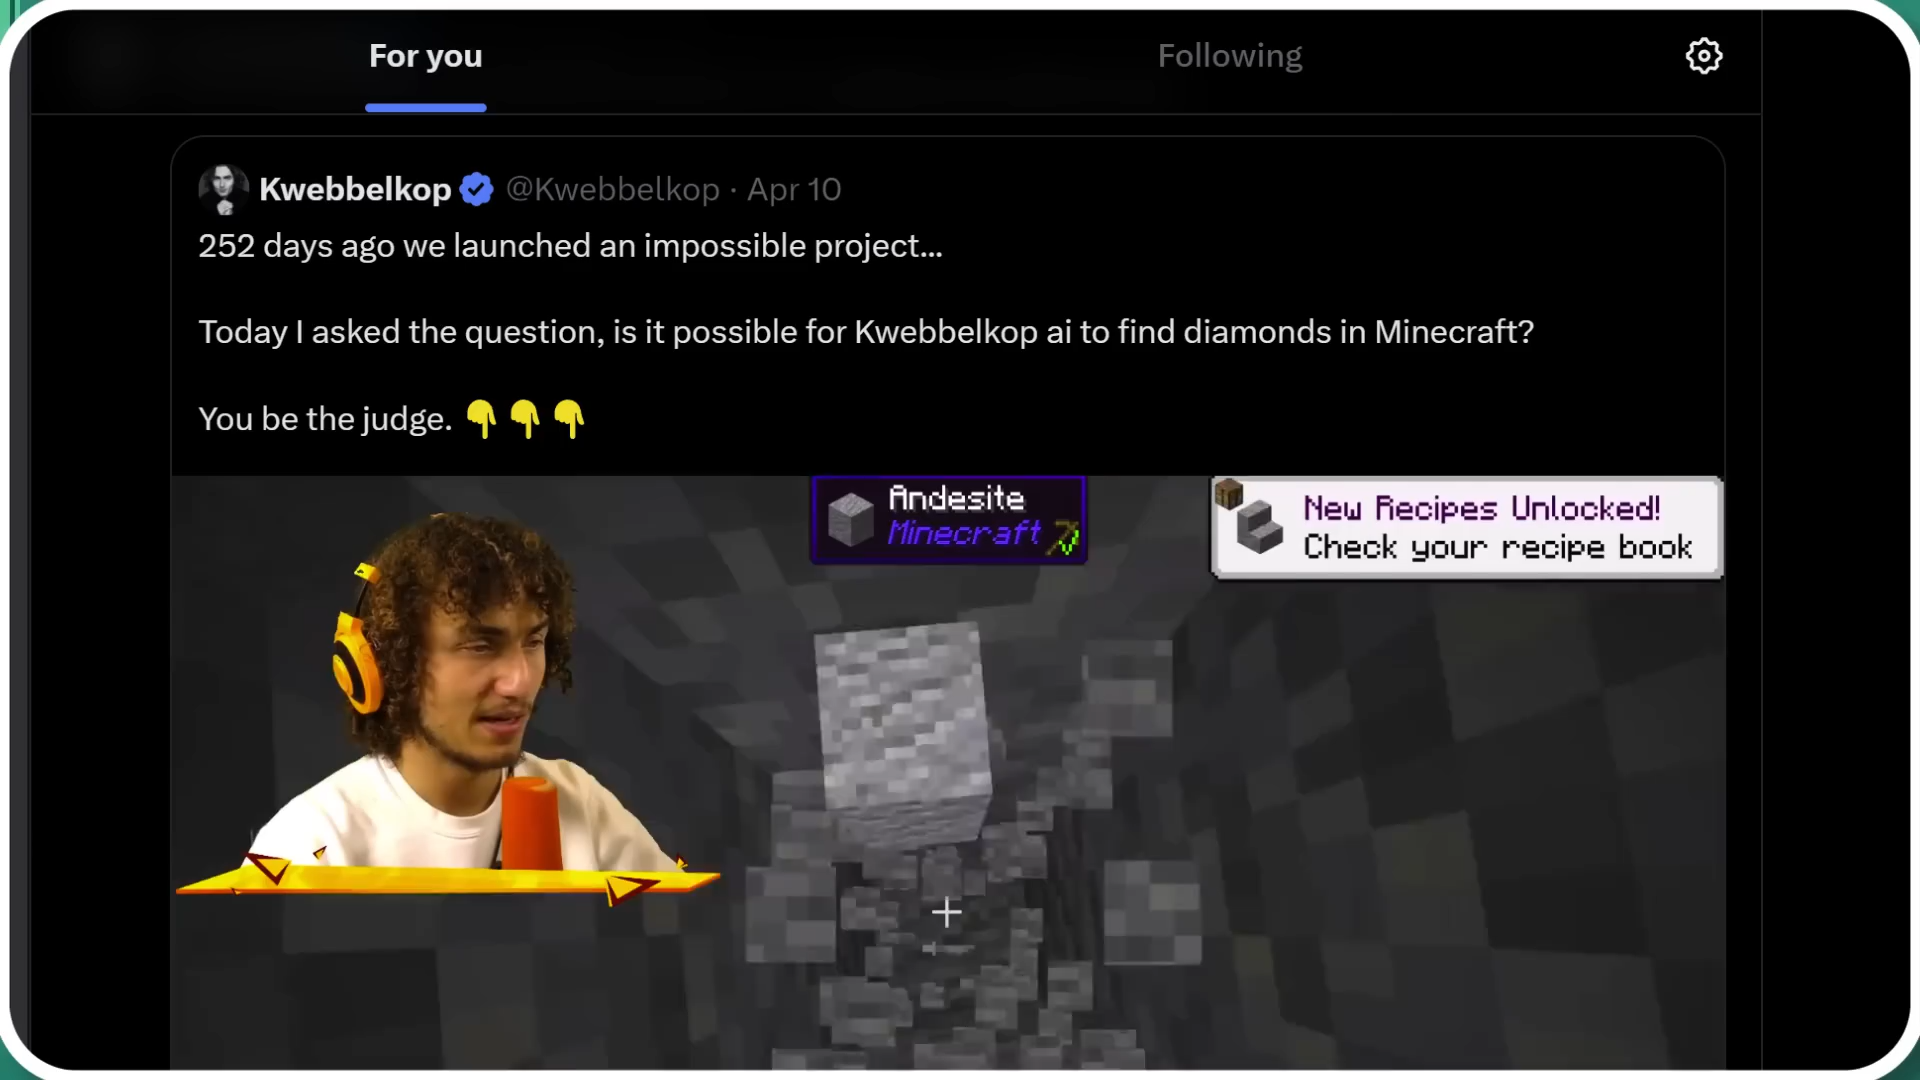 For you
Following
Kwebbelkop @Kwebbelkop · Apr 10
252 days ago we launched an impossible project...
Today I asked the question, is it possible for Kwebbelkop ai to find diamonds in Minecraft?
You be the judge. 👇👇👇
Andesite
Minecraft
New Recipes Unlocked!
Check your recipe book